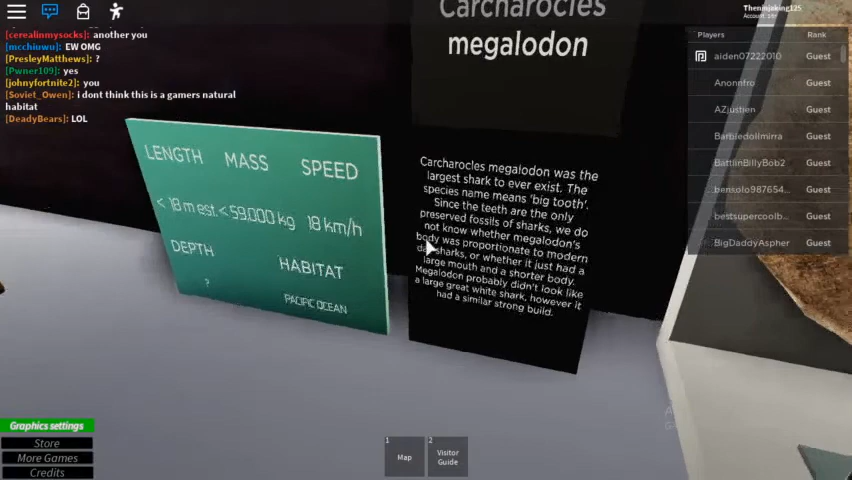 Theninjaking125
[cerealinmysocks]: another you
[mcchiuwu]: EW OMG
[PresleyMatthews]: ?
[Pwner109]: yes
[johnyfortnite2]: you
[Soviet_Owen]: i dont think this is a gamers natural
habitat
[DeadyBears]: LOL
Players Rank
aiden07222010 Guest
Anonnfro Guest
AZjustien Guest
Barbiedollmirra Guest
BattlinBillyBob2 Guest
bensolo987654... Guest
bestsupercoolb... Guest
BigDaddyAspher Guest
LENGTH MASS SPEED
< 18 m est < 59,000 kg 18 km/h
DEPTH HABITAT
? PACIFIC OCEAN
Carcharocles
megalodon
Carcharocles megalodon was the
largest shark to ever exist. The
species name means 'big tooth'.
Since the teeth are the only
preserved fossils of sharks, we do
not know whether megalodon's
body was proportionate to modern
day sharks, or whether it just had a
large mouth and a shorter body.
Megalodon probably didn't look like
a large great white shark, however it
had a similar strong build.
Graphics settings
Store
More Games
Credits
1 Map
2 Visitor
Guide